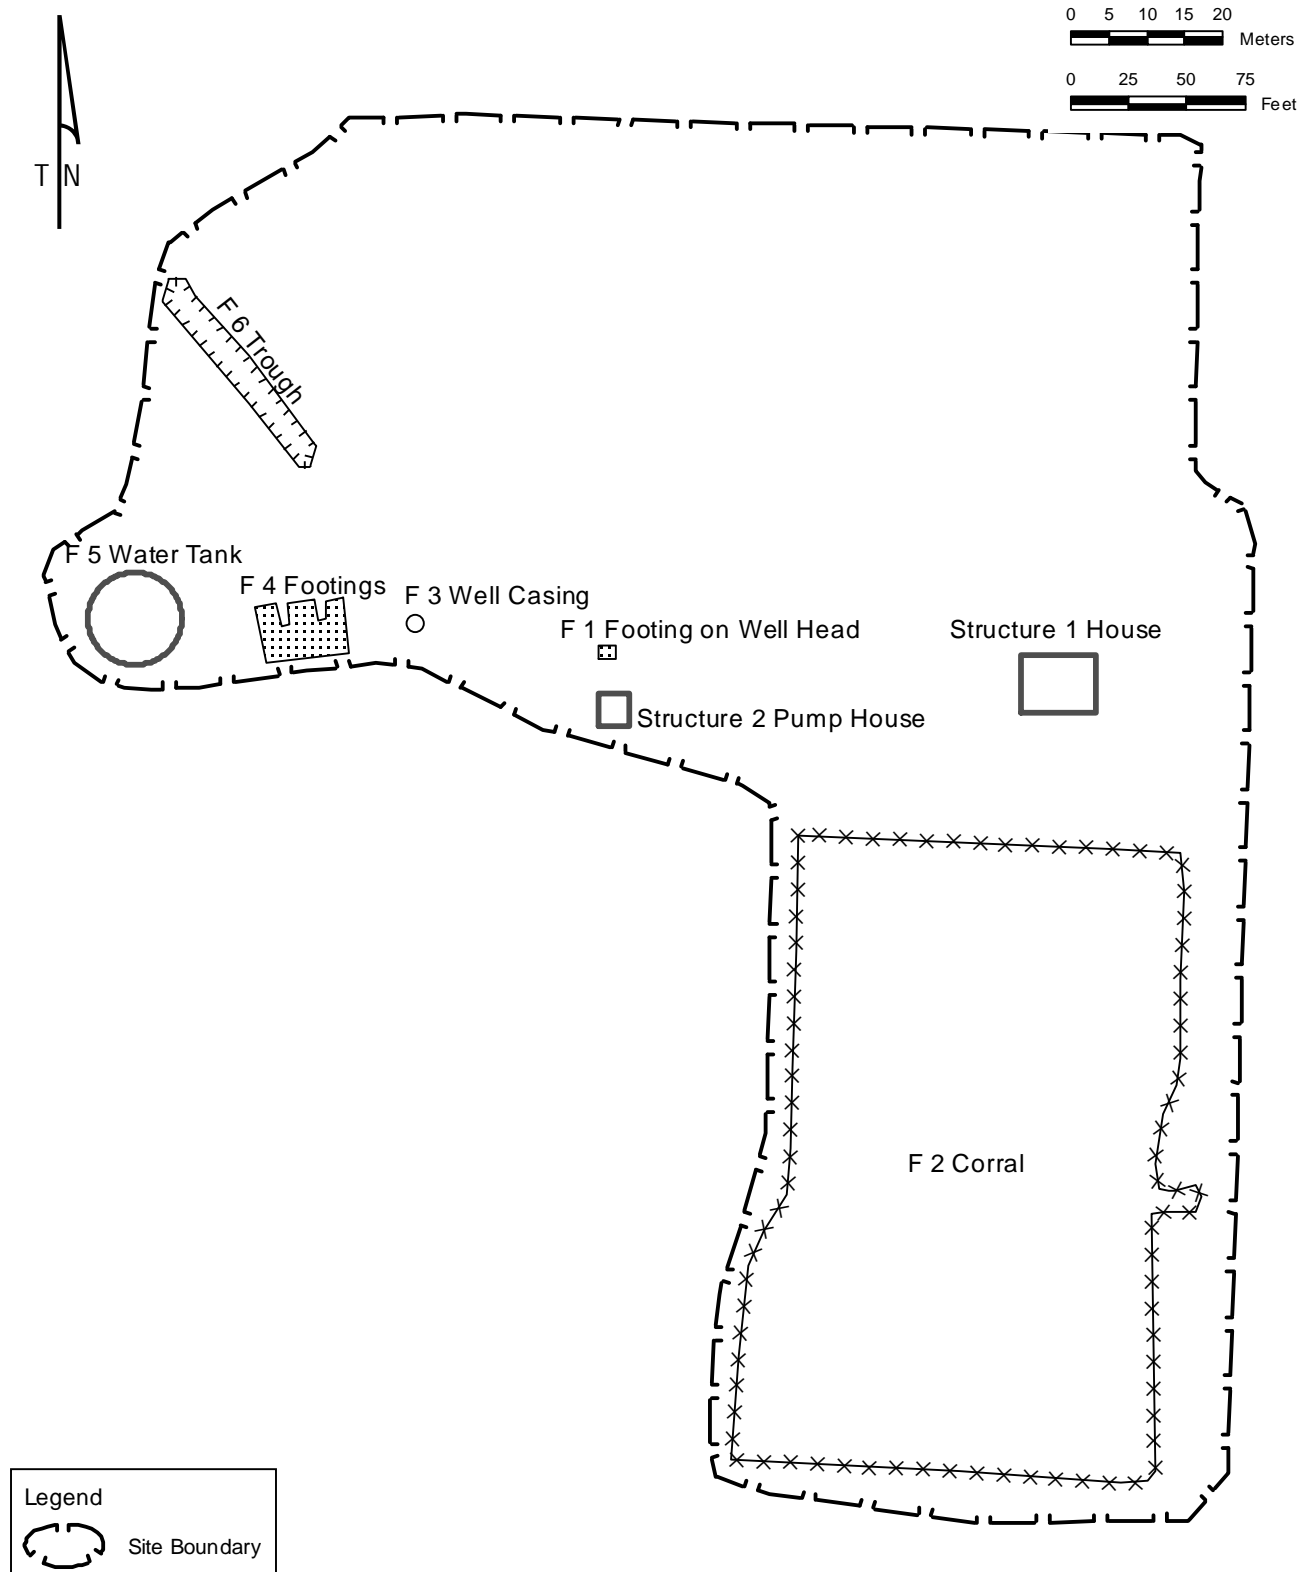 0 5 10 15 20
Meters
0 25 50 75
Feet
T N
F 6 Trough
F 5 Water Tank
F 4 Footings
F 3 Well Casing
F 1 Footing on Well Head
Structure 1 House
Structure 2 Pump House
F 2 Corral
Legend
Site Boundary